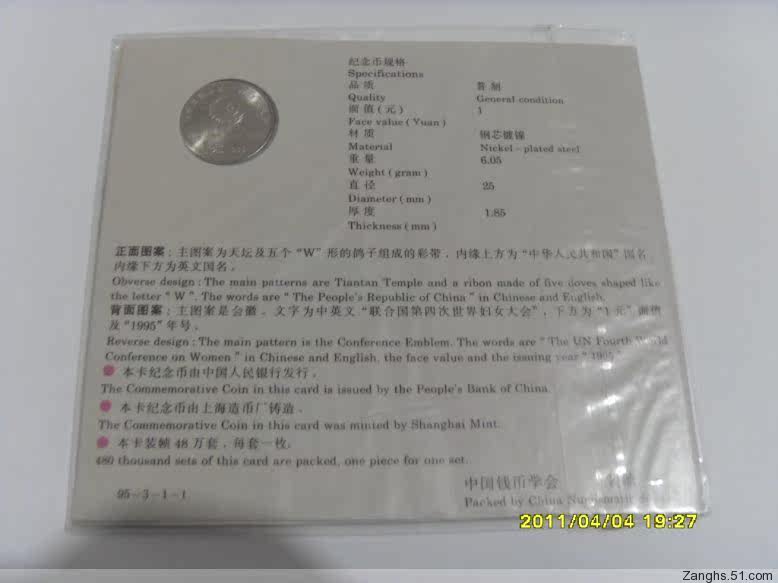 纪念币规格
Specifications
品 质 普 制
Quality General condition
面 值 (元) 1
Face value (Yuan)
材 质 钢芯镀镍
Material Nickel-plated steel
重 量 6.05
Weight (gram)
直 径 25
Diameter (mm)
厚 度 1.85
Thickness (mm)
正面图案：主图案为天坛及五个“W”形的鸽子组成的彩带，内缘上方为“中华人民共和国”国名，
内缘下方为英文国名。
Obverse design : The main patterns are Tiantan Temple and a ribon made of five doves shaped like
the letter “W”. The words are “The People's Republic of China” in Chinese and English.
背面图案：主图案是会徽。文字为中英文“联合国第四次世界妇女大会”，下方为“1元”面值
及“1995”年号。
Reverse design : The main pattern is the Conference Emblem. The words are “The UN Fourth World
Conference on Women” in Chinese and English, the face value and the issuing year “1995”
本卡纪念币由中国人民银行发行。
The Commemorative Coin in this card is issued by the People's Bank of China.
本卡纪念币由上海造币厂铸造。
The Commemorative Coin in this card was minted by Shanghai Mint.
本卡装帧48万套，每套一枚。
480 thousand sets of this card are packed, one piece for one set.
中国钱币学会
95-3-1-1
Packed by China Numismatic
2011/04/04 19:27
Zanghs.51.com